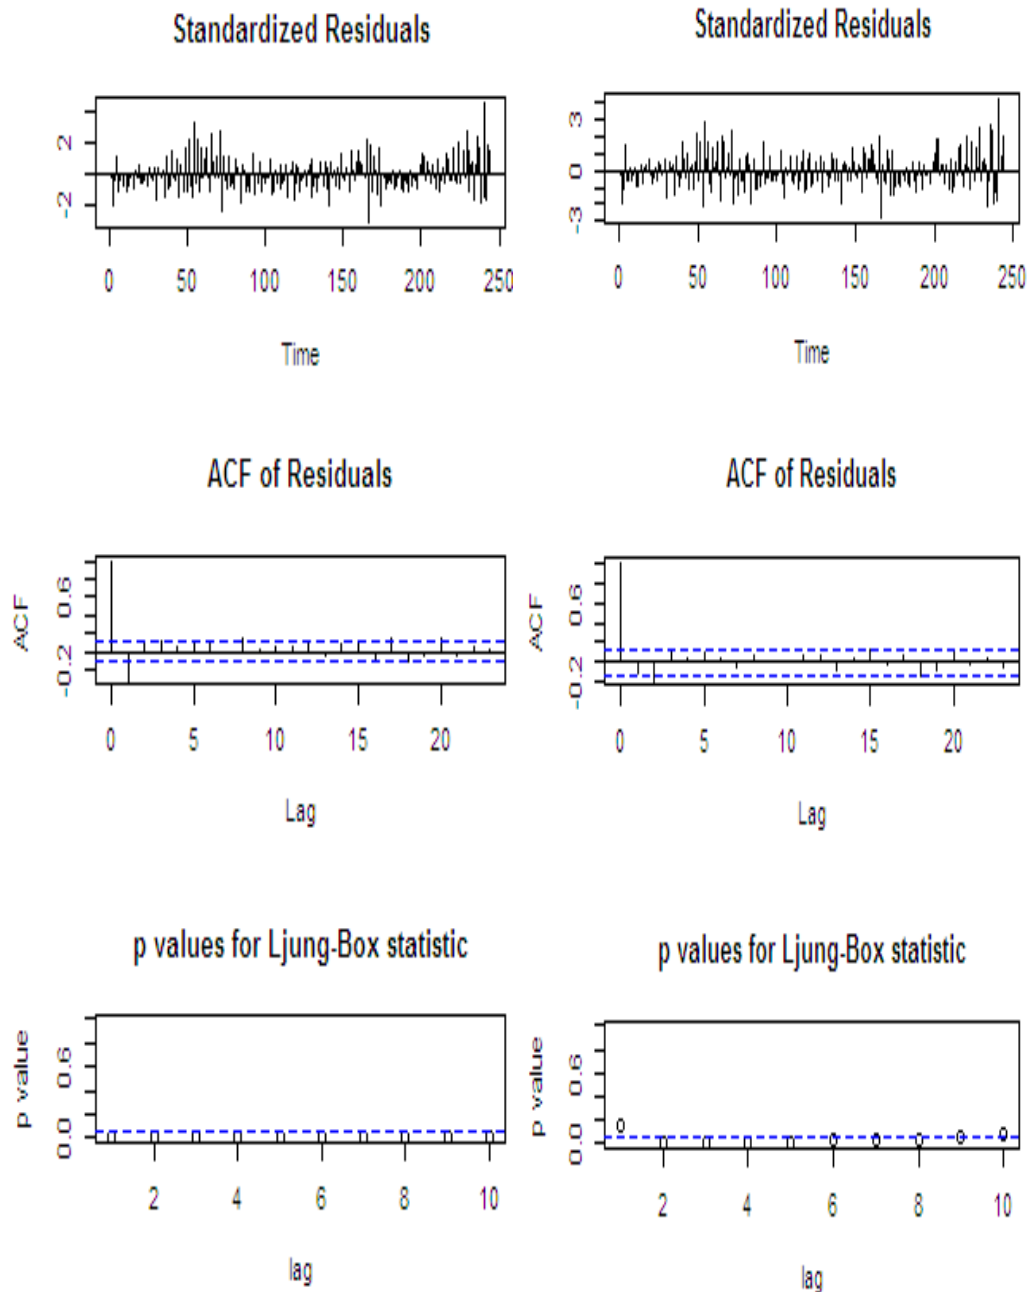 Standardized Residuals
2
-2
0 50 100 150 200 250
Time
ACF of Residuals
ACF
0.6
-0.2
0 5 10 15 20
Lag
p values for Ljung-Box statistic
p value
0.6
0.0
2 4 6 8 10
lag
Standardized Residuals
3
0
-3
0 50 100 150 200 250
Time
ACF of Residuals
ACF
0.6
-0.2
0 5 10 15 20
Lag
p values for Ljung-Box statistic
p value
0.6
0.0
2 4 6 8 10
lag